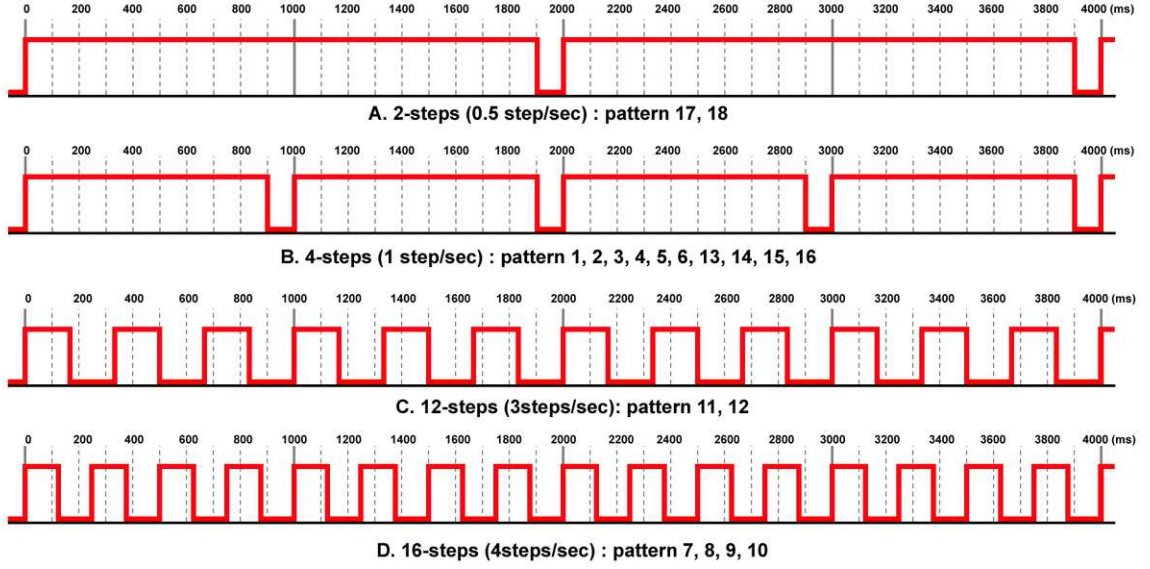 0 200 400 600 800 1000 1200 1400 1600 1800 2000 2200 2400 2600 2800 3000 3200 3400 3600 3800 4000 (ms)
A. 2-steps (0.5 step/sec) : pattern 17, 18
0 200 400 600 800 1000 1200 1400 1600 1800 2000 2200 2400 2600 2800 3000 3200 3400 3600 3800 4000 (ms)
B. 4-steps (1 step/sec) : pattern 1, 2, 3, 4, 5, 6, 13, 14, 15, 16
0 200 400 600 800 1000 1200 1400 1600 1800 2000 2200 2400 2600 2800 3000 3200 3400 3600 3800 4000 (ms)
C. 12-steps (3steps/sec): pattern 11, 12
0 200 400 600 800 1000 1200 1400 1600 1800 2000 2200 2400 2600 2800 3000 3200 3400 3600 3800 4000 (ms)
D. 16-steps (4steps/sec) : pattern 7, 8, 9, 10